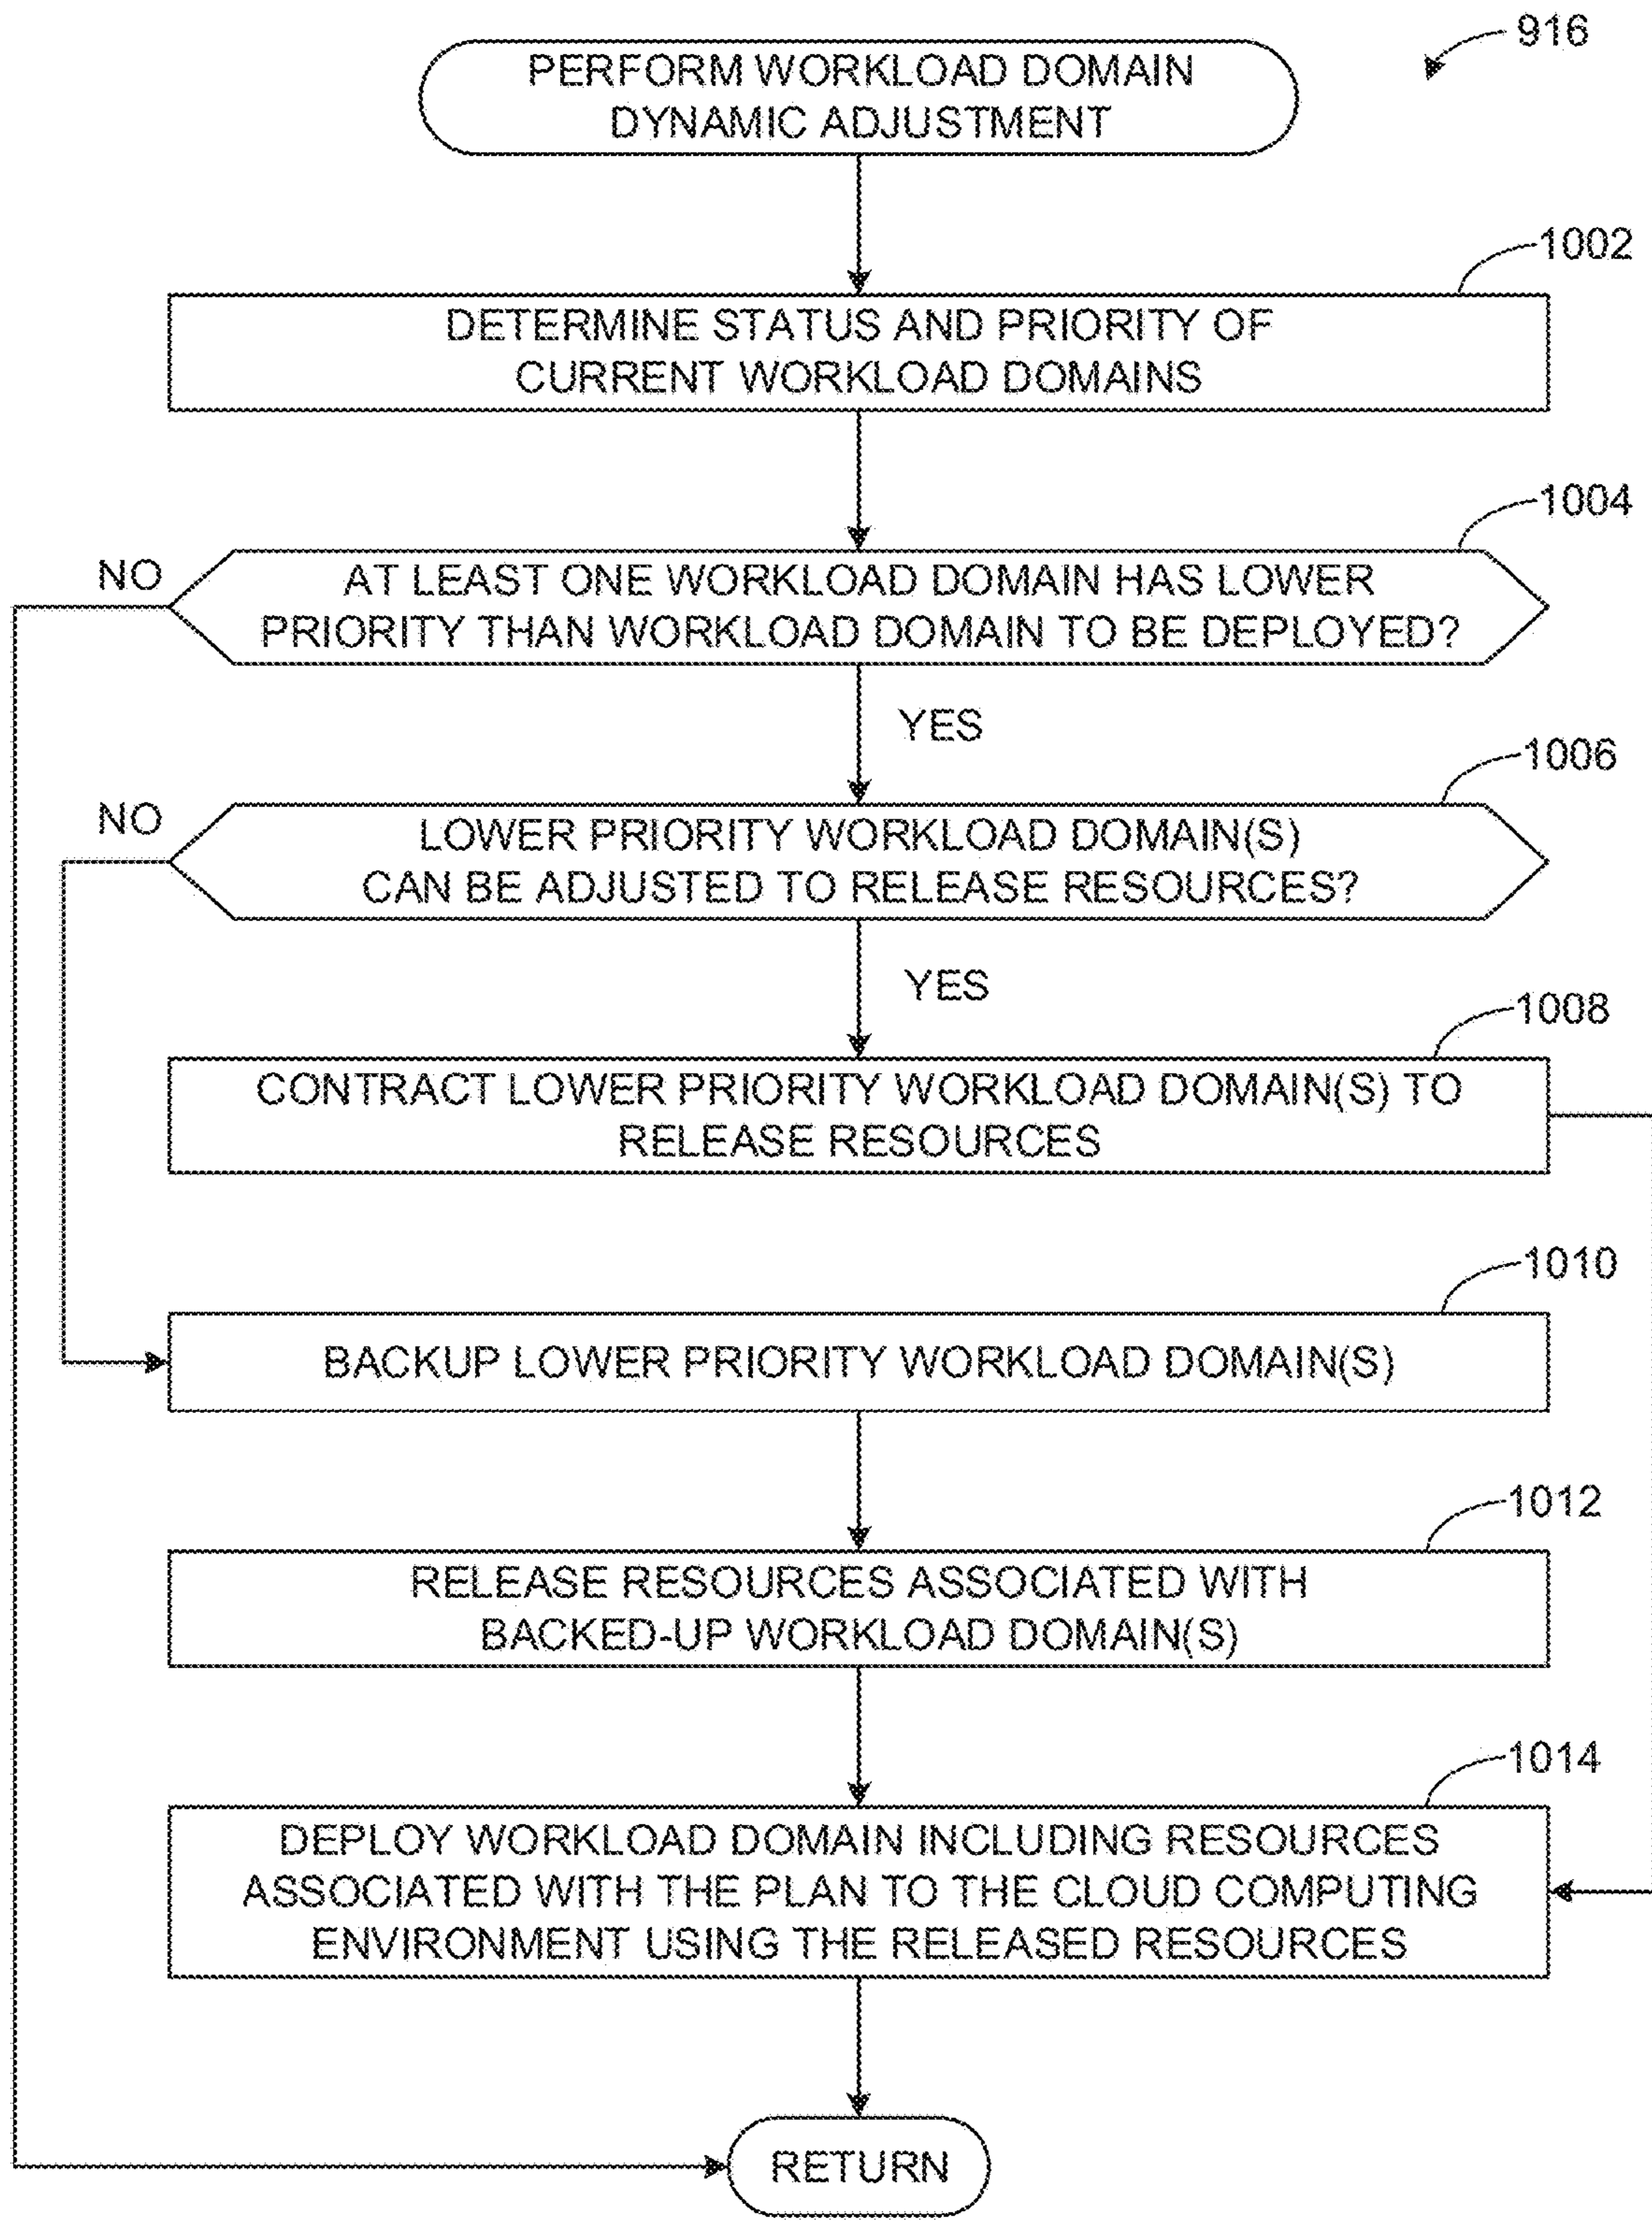 916
PERFORM WORKLOAD DOMAIN
DYNAMIC ADJUSTMENT
1002
DETERMINE STATUS AND PRIORITY OF
CURRENT WORKLOAD DOMAINS
1004
NO
AT LEAST ONE WORKLOAD DOMAIN HAS LOWER
PRIORITY THAN WORKLOAD DOMAIN TO BE DEPLOYED?
YES
1006
NO
LOWER PRIORITY WORKLOAD DOMAIN(S)
CAN BE ADJUSTED TO RELEASE RESOURCES?
YES
1008
CONTRACT LOWER PRIORITY WORKLOAD DOMAIN(S) TO
RELEASE RESOURCES
1010
BACKUP LOWER PRIORITY WORKLOAD DOMAIN(S)
1012
RELEASE RESOURCES ASSOCIATED WITH
BACKED-UP WORKLOAD DOMAIN(S)
1014
DEPLOY WORKLOAD DOMAIN INCLUDING RESOURCES
ASSOCIATED WITH THE PLAN TO THE CLOUD COMPUTING
ENVIRONMENT USING THE RELEASED RESOURCES
RETURN